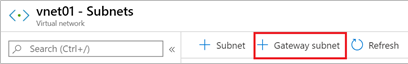 vnet01 - Subnets
Virtual network
Search (Ctrl+/)
«
+ Subnet
+ Gateway subnet
Refresh